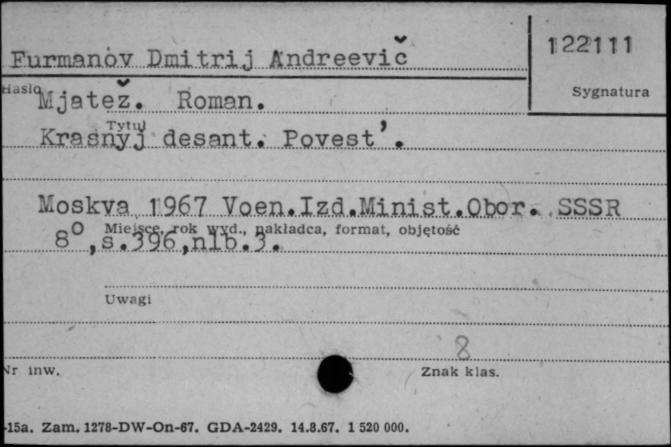 122111
Furmanov Dmitrij Andreevič
Hasło
Sygnatura
Mjatež. Roman.
Tytuł
Krasnyj desant. Povest'.
Moskva 1967 Voen.Izd.Minist.Obor. SSSR
Miejsce, rok wyd., nakładca, format, objętość
8°, s.396, nlb.3.
Uwagi
8
Nr inw.
Znak klas.
-15a. Zam. 1278-DW-On-67. GDA-2429. 14.8.67. 1 520 000.